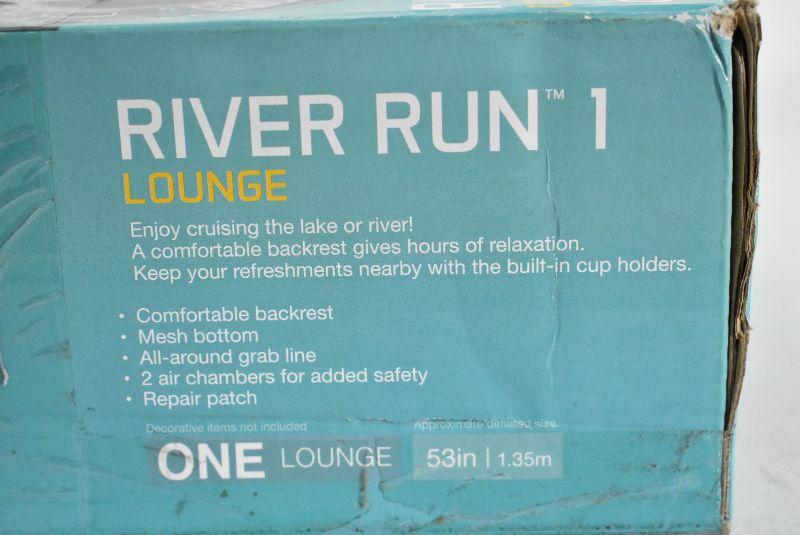 RIVER RUN™ 1
LOUNGE
Enjoy cruising the lake or river!
A comfortable backrest gives hours of relaxation.
Keep your refreshments nearby with the built-in cup holders.
• Comfortable backrest
• Mesh bottom
• All-around grab line
• 2 air chambers for added safety
• Repair patch
Decorative items not included
Approximate deflated size
ONE LOUNGE
53in | 1.35m